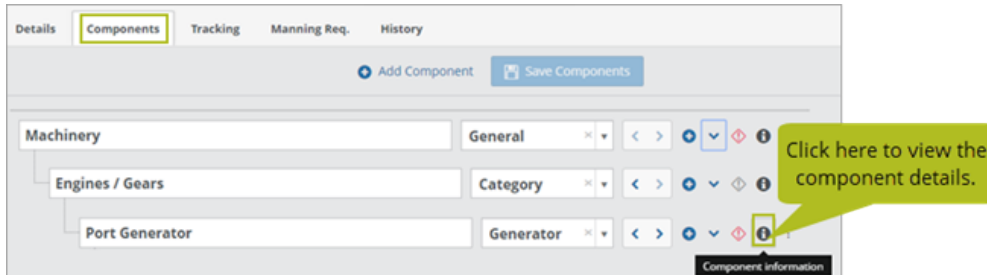 Details Components Tracking Manning Req. History
Add Component Save Components
Machinery General
Click here to view the
component details.
Engines / Gears Category
Port Generator Generator
Component information